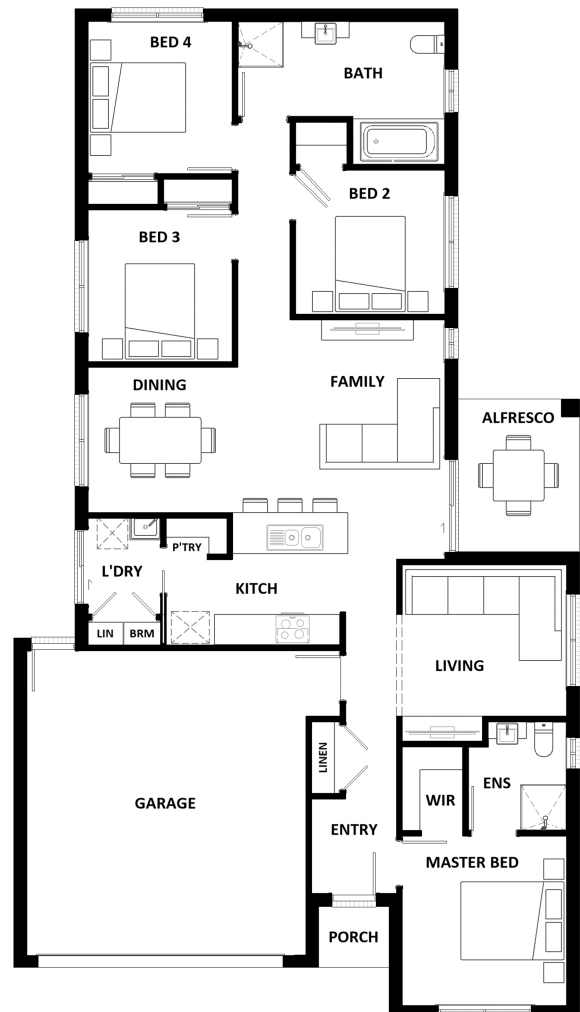 BED 4
BATH
BED 2
BED 3
DINING
FAMILY
ALFRESCO
P'TRY
L'DRY
KITCH
LIN
BRM
LIVING
LINEN
ENS
WIR
GARAGE
ENTRY
MASTER BED
PORCH